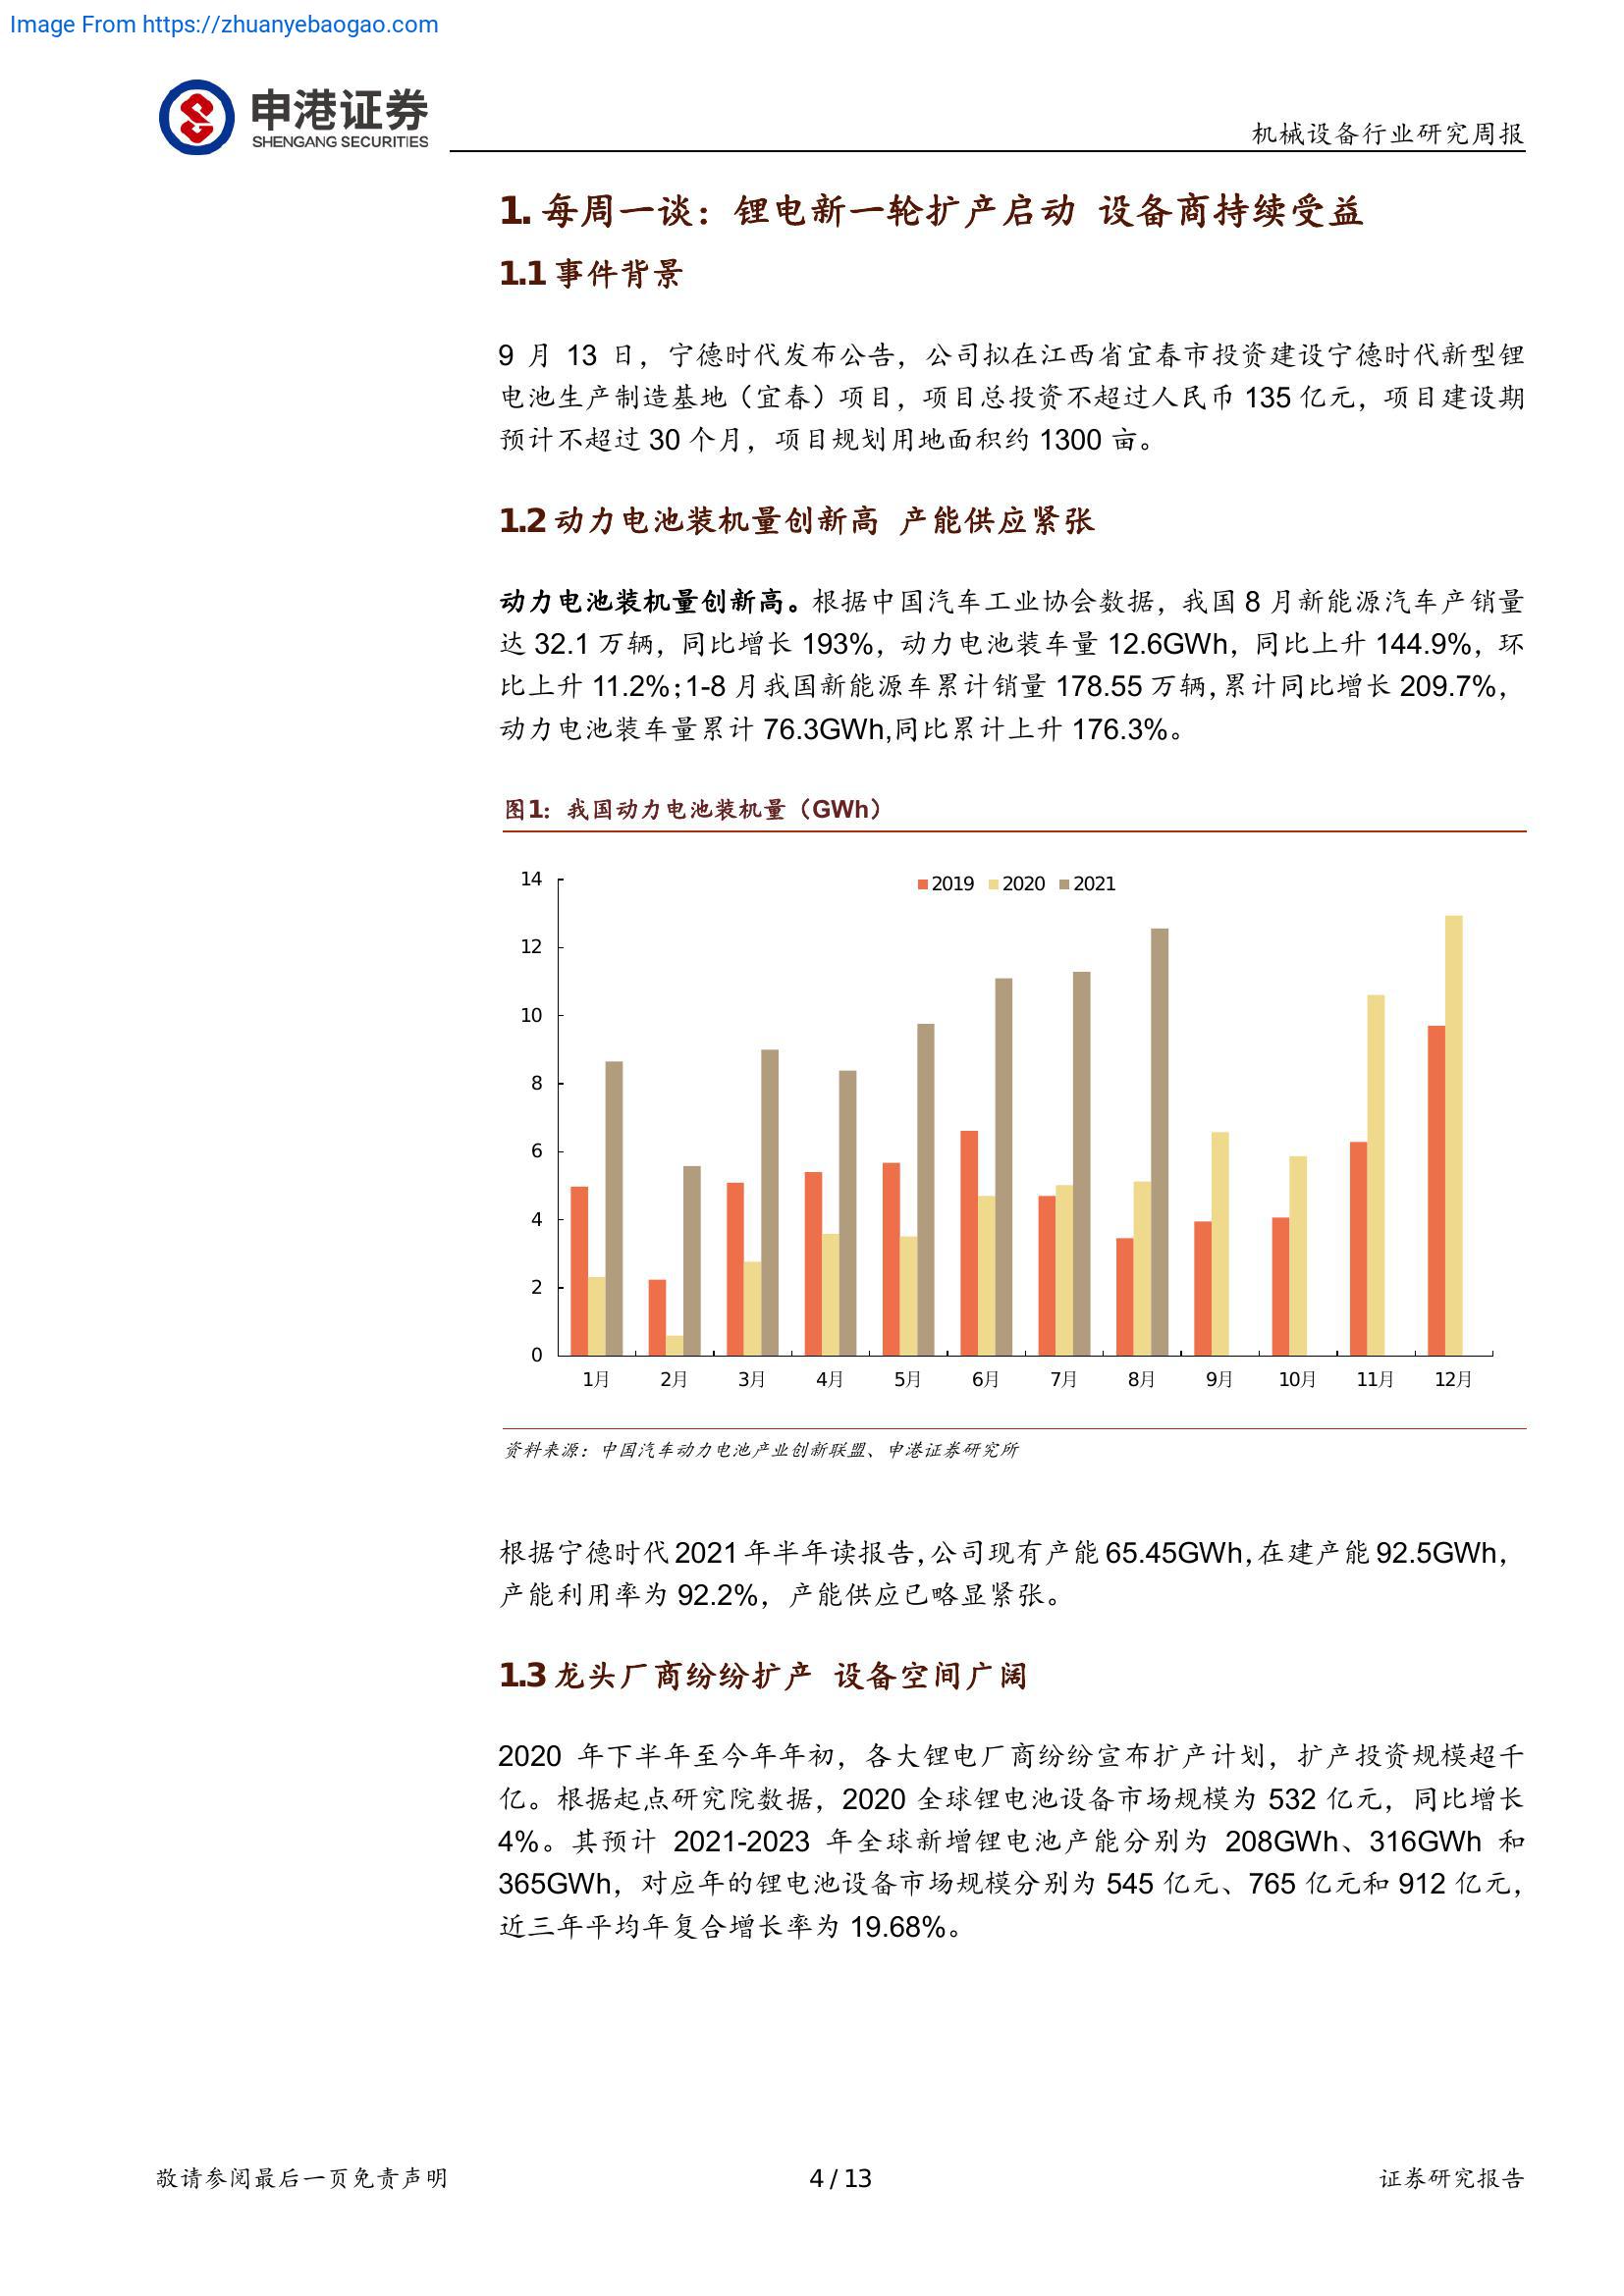 Image From https://zhuanyebaogao.com
申港证券
SHENGANG SECURITIES
机械设备行业研究周报
1. 每周一谈：锂电新一轮扩产启动 设备商持续受益
1.1 事件背景
9 月 13 日，宁德时代发布公告，公司拟在江西省宜春市投资建设宁德时代新型锂
电池生产制造基地（宜春）项目，项目总投资不超过人民币 135 亿元，项目建设期
预计不超过 30 个月，项目规划用地面积约 1300 亩。
1.2 动力电池装机量创新高 产能供应紧张
动力电池装机量创新高。根据中国汽车工业协会数据，我国 8 月新能源汽车产销量
达 32.1 万辆，同比增长 193%，动力电池装车量 12.6GWh，同比上升 144.9%，环
比上升 11.2%；1-8 月我国新能源车累计销量 178.55 万辆，累计同比增长 209.7%，
动力电池装车量累计 76.3GWh,同比累计上升 176.3%。
图1：我国动力电池装机量（GWh）
2019 2020 2021
14
12
10
8
6
4
2
0
1月 2月 3月 4月 5月 6月 7月 8月 9月 10月 11月 12月
资料来源：中国汽车动力电池产业创新联盟、申港证券研究所
根据宁德时代 2021 年半年读报告，公司现有产能 65.45GWh，在建产能 92.5GWh，
产能利用率为 92.2%，产能供应已略显紧张。
1.3 龙头厂商纷纷扩产 设备空间广阔
2020 年下半年至今年年初，各大锂电厂商纷纷宣布扩产计划，扩产投资规模超千
亿。根据起点研究院数据，2020 全球锂电池设备市场规模为 532 亿元，同比增长
4%。其预计 2021-2023 年全球新增锂电池产能分别为 208GWh、316GWh 和
365GWh，对应年的锂电池设备市场规模分别为 545 亿元、765 亿元和 912 亿元，
近三年平均年复合增长率为 19.68%。
敬请参阅最后一页免责声明
4 / 13
证券研究报告